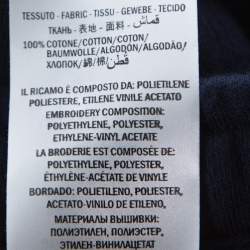 TESSUTO - FABRIC - TISSU - GEWEBE - TECIDO
ТКАНЬ - 表地 - 面料 - قماش
100% COTONE/COTTON/COTON/
BAUMWOLLE/ALGODÓN/ALGODÃO/
ХЛОПОК/綿/棉/قطن
IL RICAMO È COMPOSTO DA: POLIETILENE
POLIESTERE, ETILENE VINILE ACETATO
EMBROIDERY COMPOSITION:
POLYETHYLENE, POLYESTER,
ETHYLENE-VINYL ACETATE
LA BRODERIE EST COMPOSÉE DE:
POLYÉTHYLÈNE, POLYESTER,
ÉTHYLÈNE-ACÉTATE DE VINYLE
BORDADO: POLIETILENO, POLIESTER,
ACETATO-VINILO DE ETILENO,
МАТЕРИАЛЫ ВЫШИВКИ:
ПОЛИЭТИЛЕН, ПОЛИЭСТЕР,
ЭТИЛЕН-ВИНИЛАЦЕТАТ